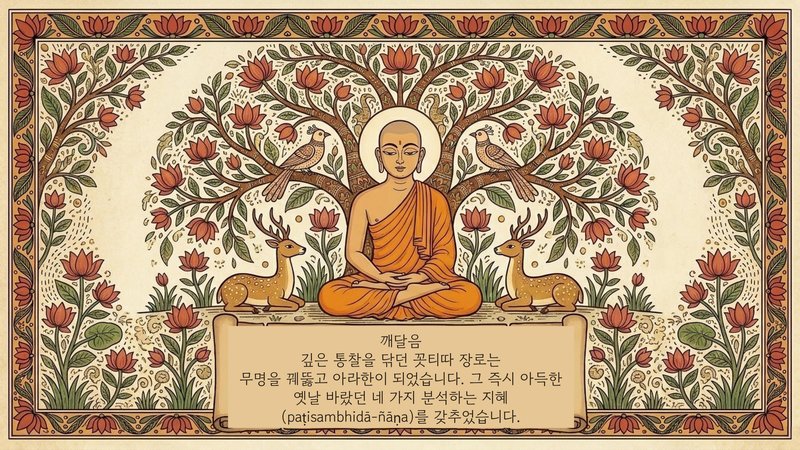 깨달음
깊은 통찰을 닦던 꼿티따 장로는
무명을 꿰뚫고 아라한이 되었습니다. 그 즉시 아득한
옛날 바랐던 네 가지 분석하는 지혜
(paṭisambhidā-ñāṇa)를 갖추었습니다.